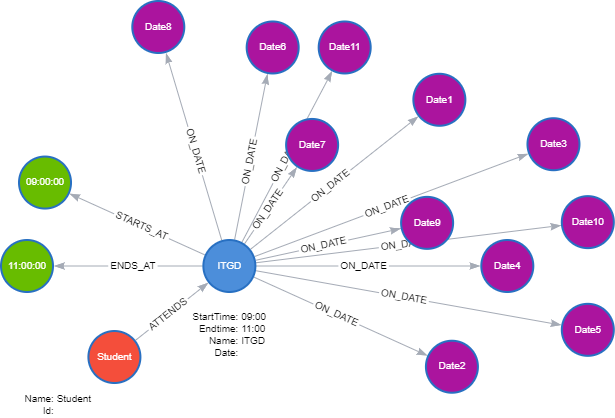 Date8
Date6
Date11
Date1
Date7
Date3
ON_DATE
ON_DATE
ON_DATE
ON_DATE
ON_DATE
ON_DATE
09:00:00
STARTS_AT
Date9
Date10
ON_DATE
ON_DATE
11:00:00
ENDS_AT
ITGD
ON_DATE
Date4
ON_DATE
ATTENDS
ON_DATE
Date5
StartTime: 09:00
Endtime: 11:00
Name: ITGD
Date:
Student
Date2
Name: Student
Id: